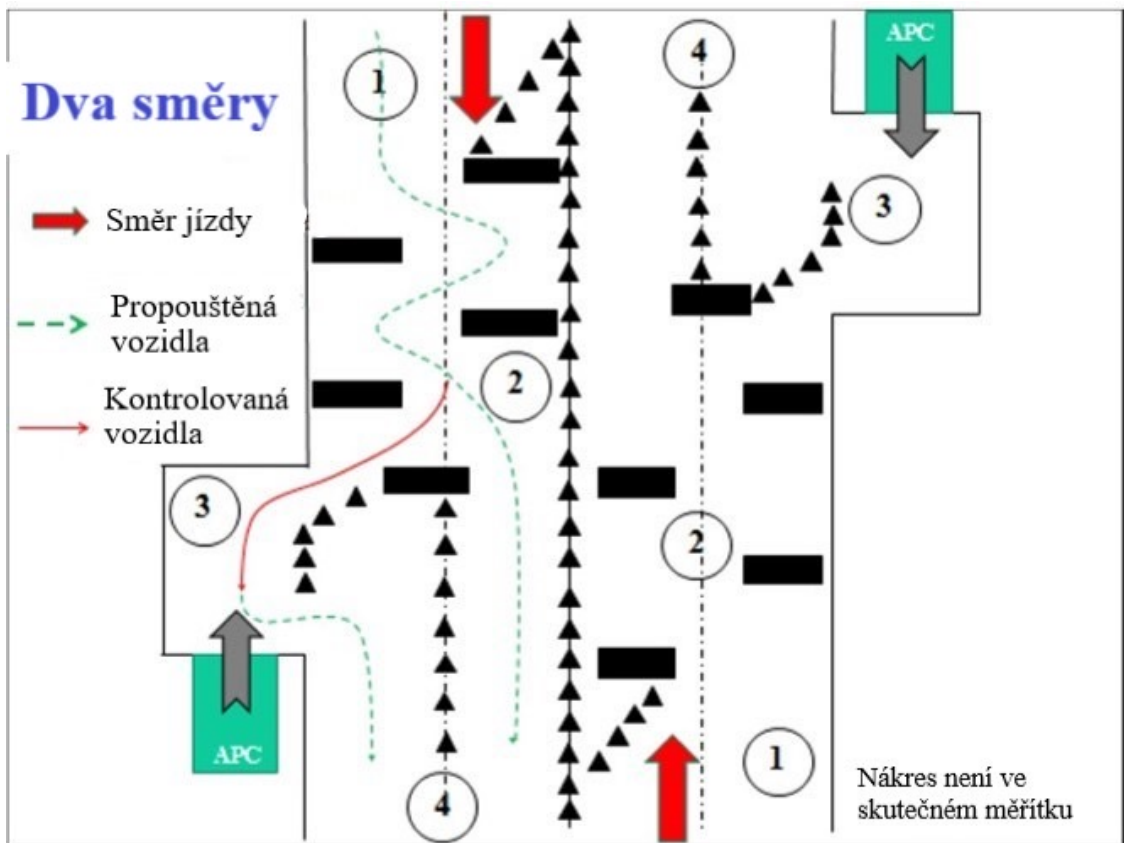 1
4
APC
Dva směry
3
Směr jízdy
Propouštěná
vozidla
2
Kontrolovaná
vozidla
3
2
APC
1
4
Nákres není ve
skutečném měřítku